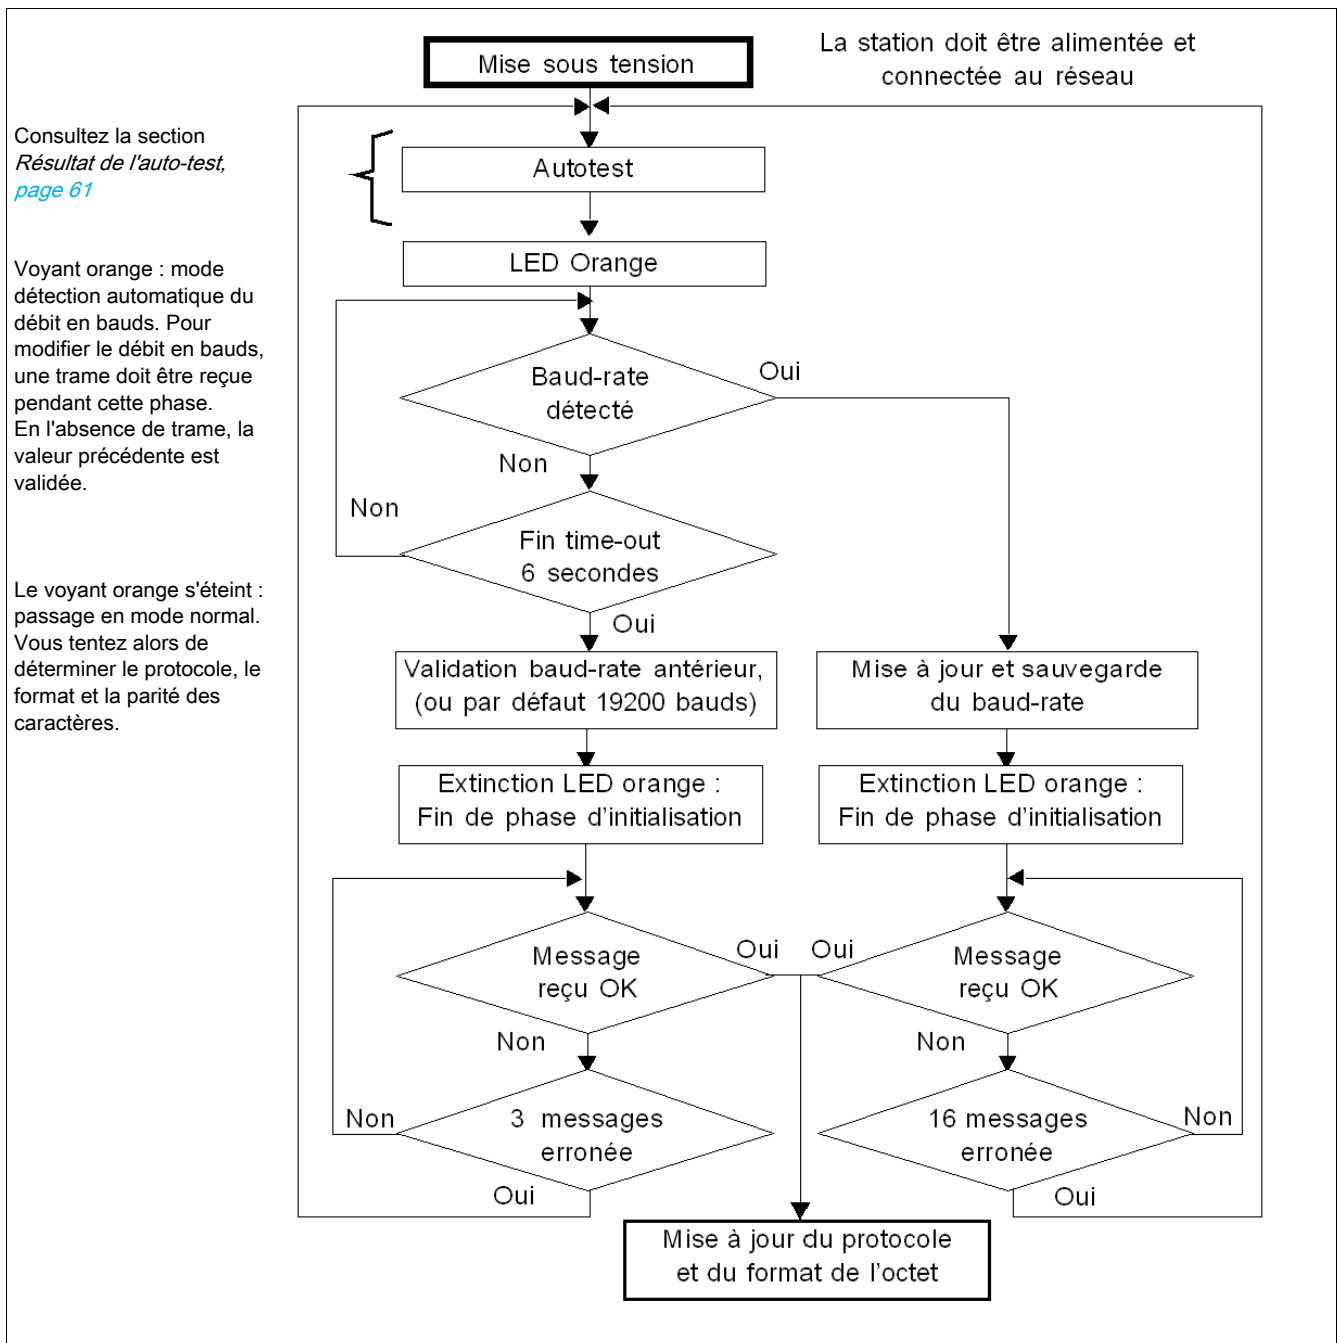 Mise sous tension
La station doit être alimentée et
connectée au réseau
Consultez la section
Résultat de l'auto-test,
page 61
Autotest
LED Orange
Voyant orange : mode
détection automatique du
débit en bauds. Pour
modifier le débit en bauds,
une trame doit être reçue
pendant cette phase.
En l'absence de trame, la
valeur précédente est
validée.
Baud-rate
détecté
Oui
Non
Non
Fin time-out
6 secondes
Oui
Le voyant orange s'éteint :
passage en mode normal.
Vous tentez alors de
déterminer le protocole, le
format et la parité des
caractères.
Validation baud-rate antérieur,
(ou par défaut 19200 bauds)
Mise à jour et sauvegarde
du baud-rate
Extinction LED orange :
Fin de phase d'initialisation
Extinction LED orange :
Fin de phase d'initialisation
Message
reçu OK
Oui
Oui
Message
reçu OK
Non
Non
Non
3 messages
erronée
16 messages
erronée
Non
Oui
Oui
Mise à jour du protocole
et du format de l'octet